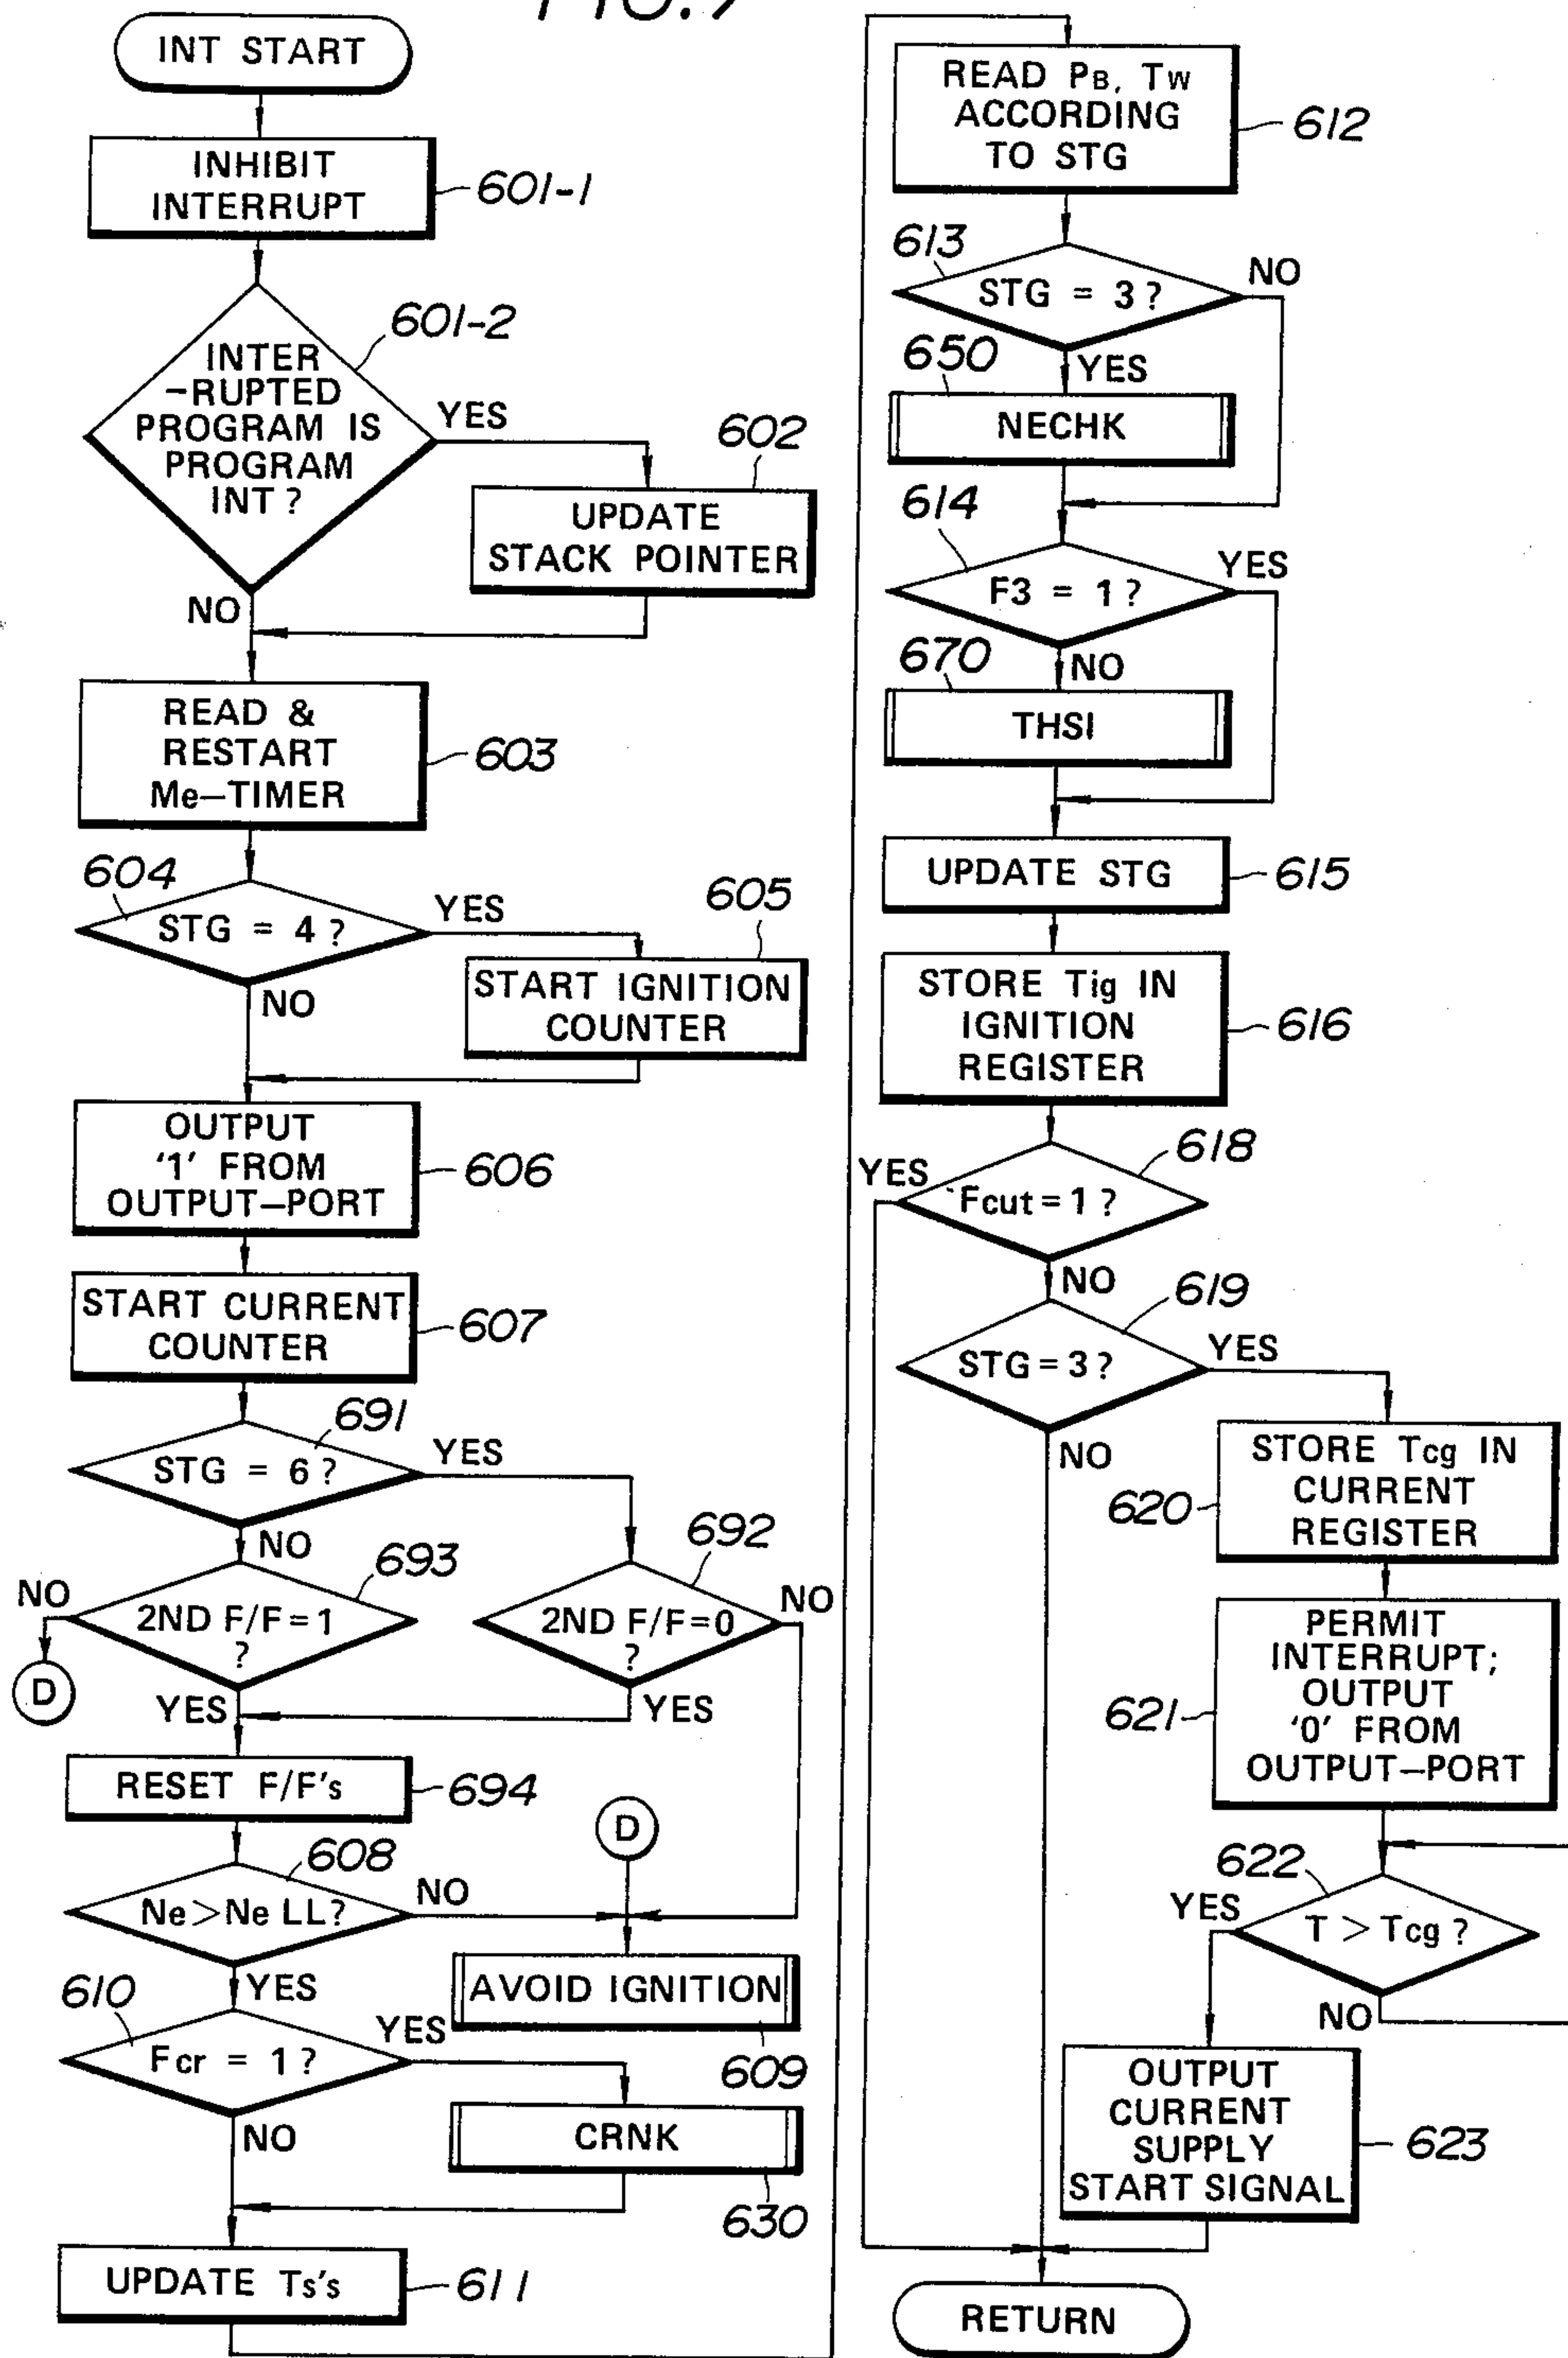 FIG. 7
INT START
INHIBIT
INTERRUPT
601-1
INTER
-RUPTED
PROGRAM IS
PROGRAM
INT ?
601-2
YES
602
UPDATE
STACK POINTER
NO
READ &
RESTART
Me-TIMER
603
604
STG = 4 ?
YES
605
START IGNITION
COUNTER
NO
OUTPUT
'1' FROM
OUTPUT-PORT
606
START CURRENT
COUNTER
607
691
STG = 6 ?
YES
NO
693
692
NO
2ND F/F = 1
?
2ND F/F = 0
?
NO
D
YES
YES
RESET F/F's
694
D
608
Ne > Ne LL?
NO
AVOID IGNITION
609
YES
610
Fcr = 1 ?
YES
CRNK
630
NO
UPDATE Ts's
611
READ PB, TW
ACCORDING
TO STG
612
613
STG = 3 ?
NO
650
YES
NECHK
614
F3 = 1 ?
YES
670
NO
THSI
UPDATE STG
615
STORE Tig IN
IGNITION
REGISTER
616
618
YES
Fcut = 1 ?
NO
619
STG = 3 ?
YES
NO
STORE Tcg IN
CURRENT
REGISTER
620
PERMIT
INTERRUPT;
OUTPUT
'0' FROM
OUTPUT-PORT
621
622
YES
T > Tcg ?
NO
OUTPUT
CURRENT
SUPPLY
START SIGNAL
623
RETURN